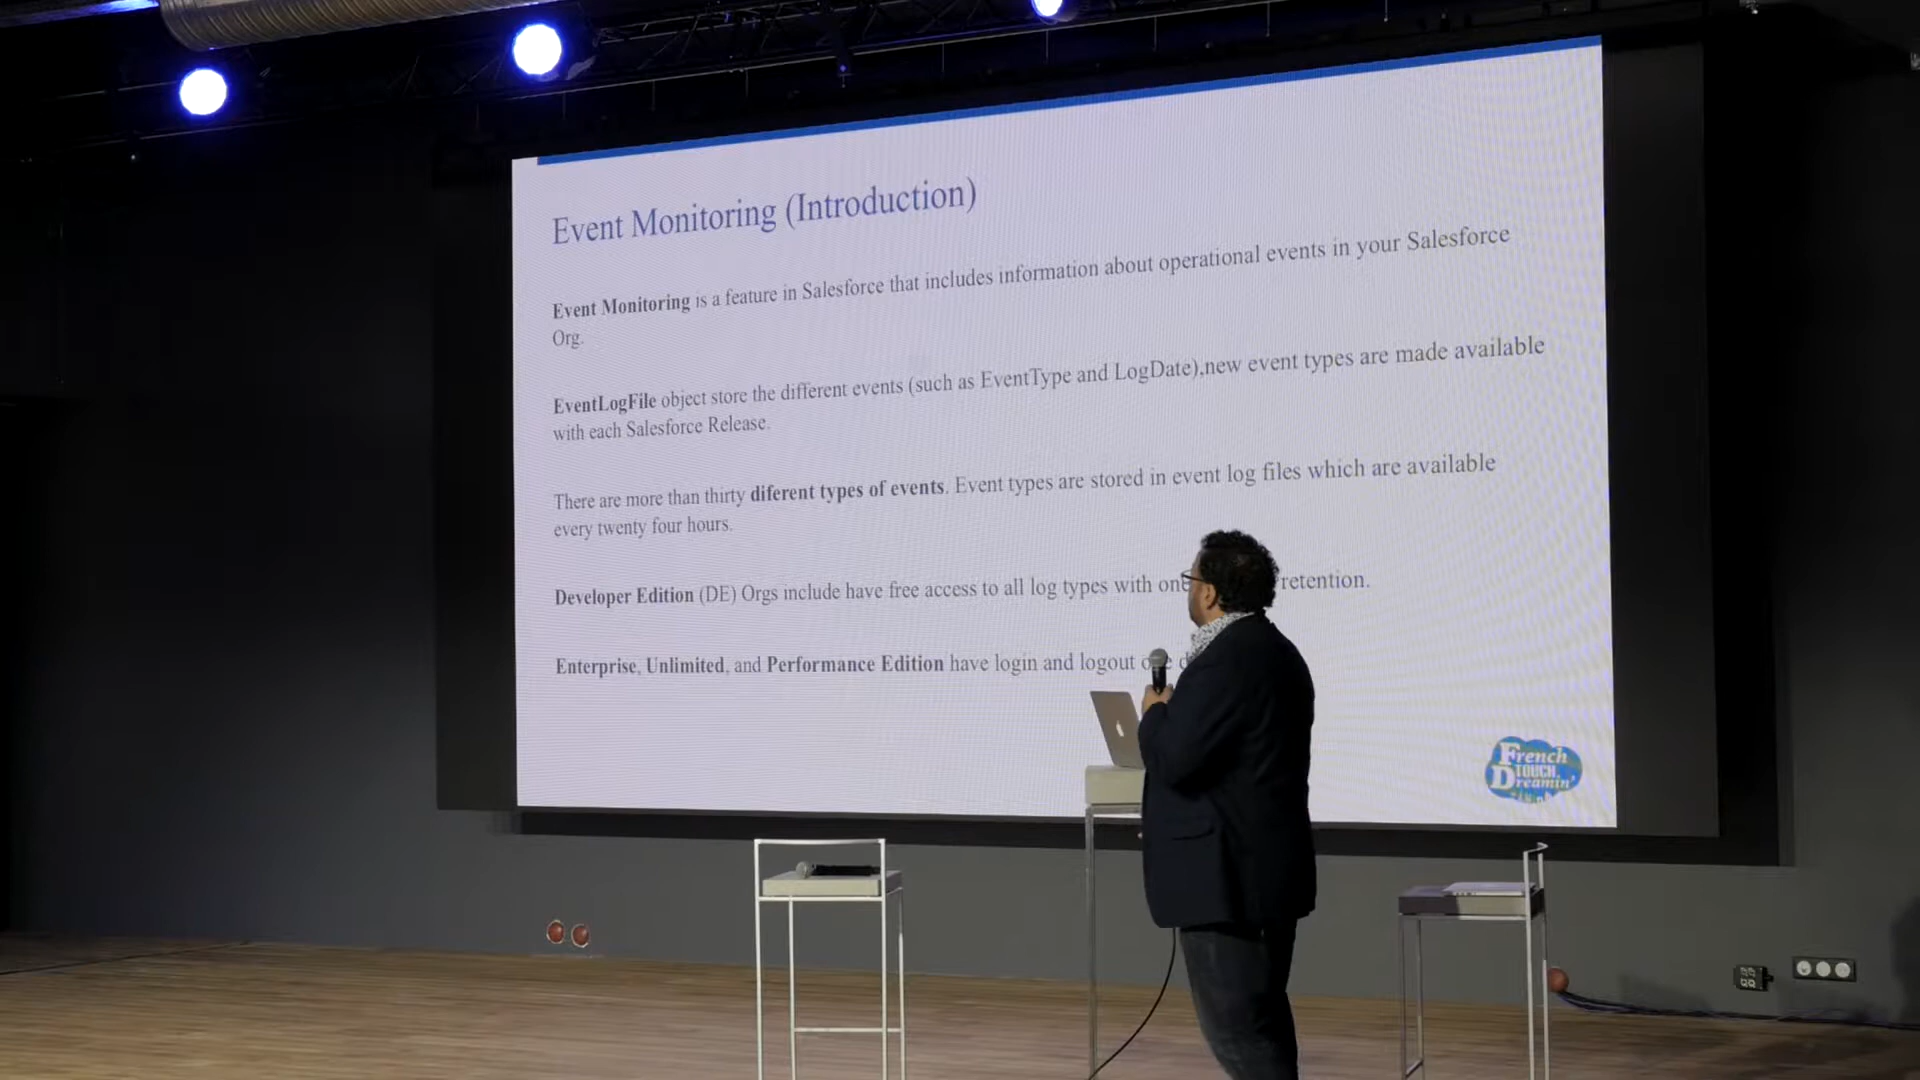 Event Monitoring (Introduction)
Event Monitoring is a feature in Salesforce that includes information about operational events in your Salesforce
Org.
EventLogFile object store the different events (such as EventType and LogDate),new event types are made available
with each Salesforce Release.
There are more than thirty diferent types of events. Event types are stored in event log files which are available
every twenty four hours.
Developer Edition (DE) Orgs include have free access to all log types with one retention.
Enterprise, Unlimited, and Performance Edition have login and logout
French
TOUCH
Dreamin'